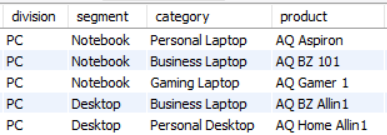 division segment category product
PC Notebook Personal Laptop AQ Aspiron
PC Notebook Business Laptop AQ BZ 101
PC Notebook Gaming Laptop AQ Gamer 1
PC Desktop Business Laptop AQ BZ Allin1
PC Desktop Personal Desktop AQ Home Allin1